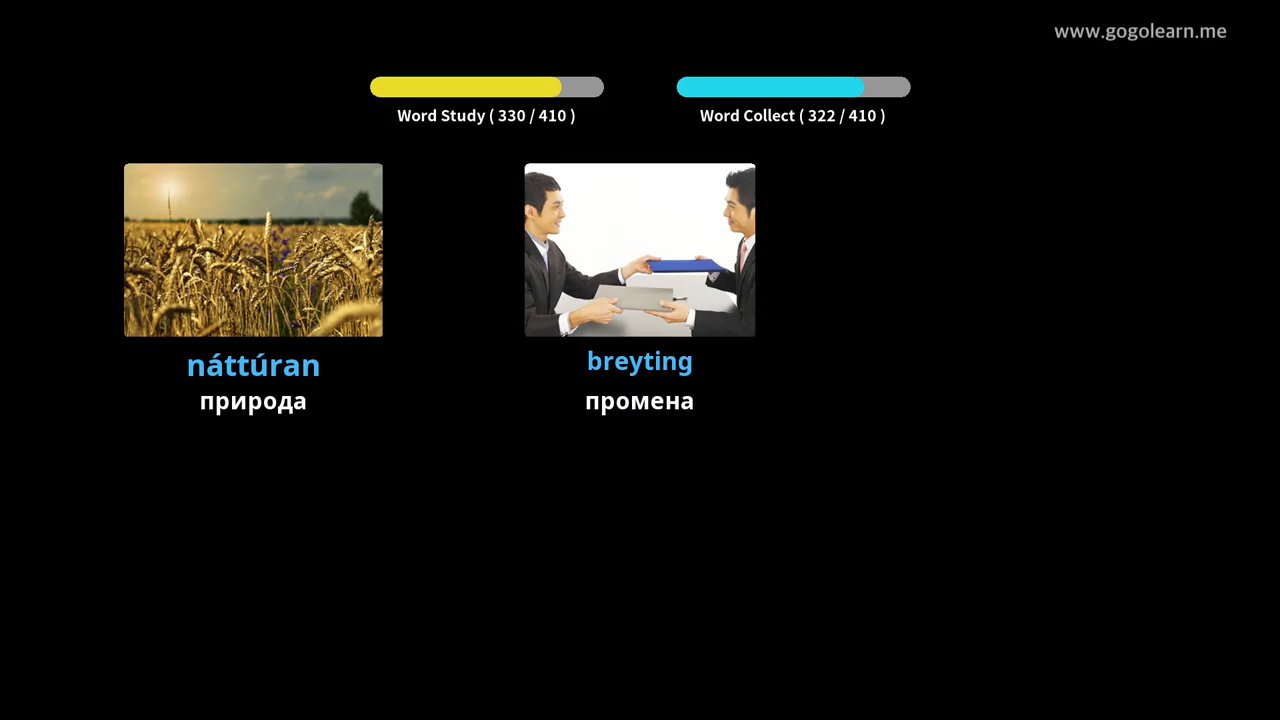 www.gogolearn.me
Word Study ( 330 / 410 )
Word Collect ( 322 / 410 )
náttúran
природа
breyting
промена